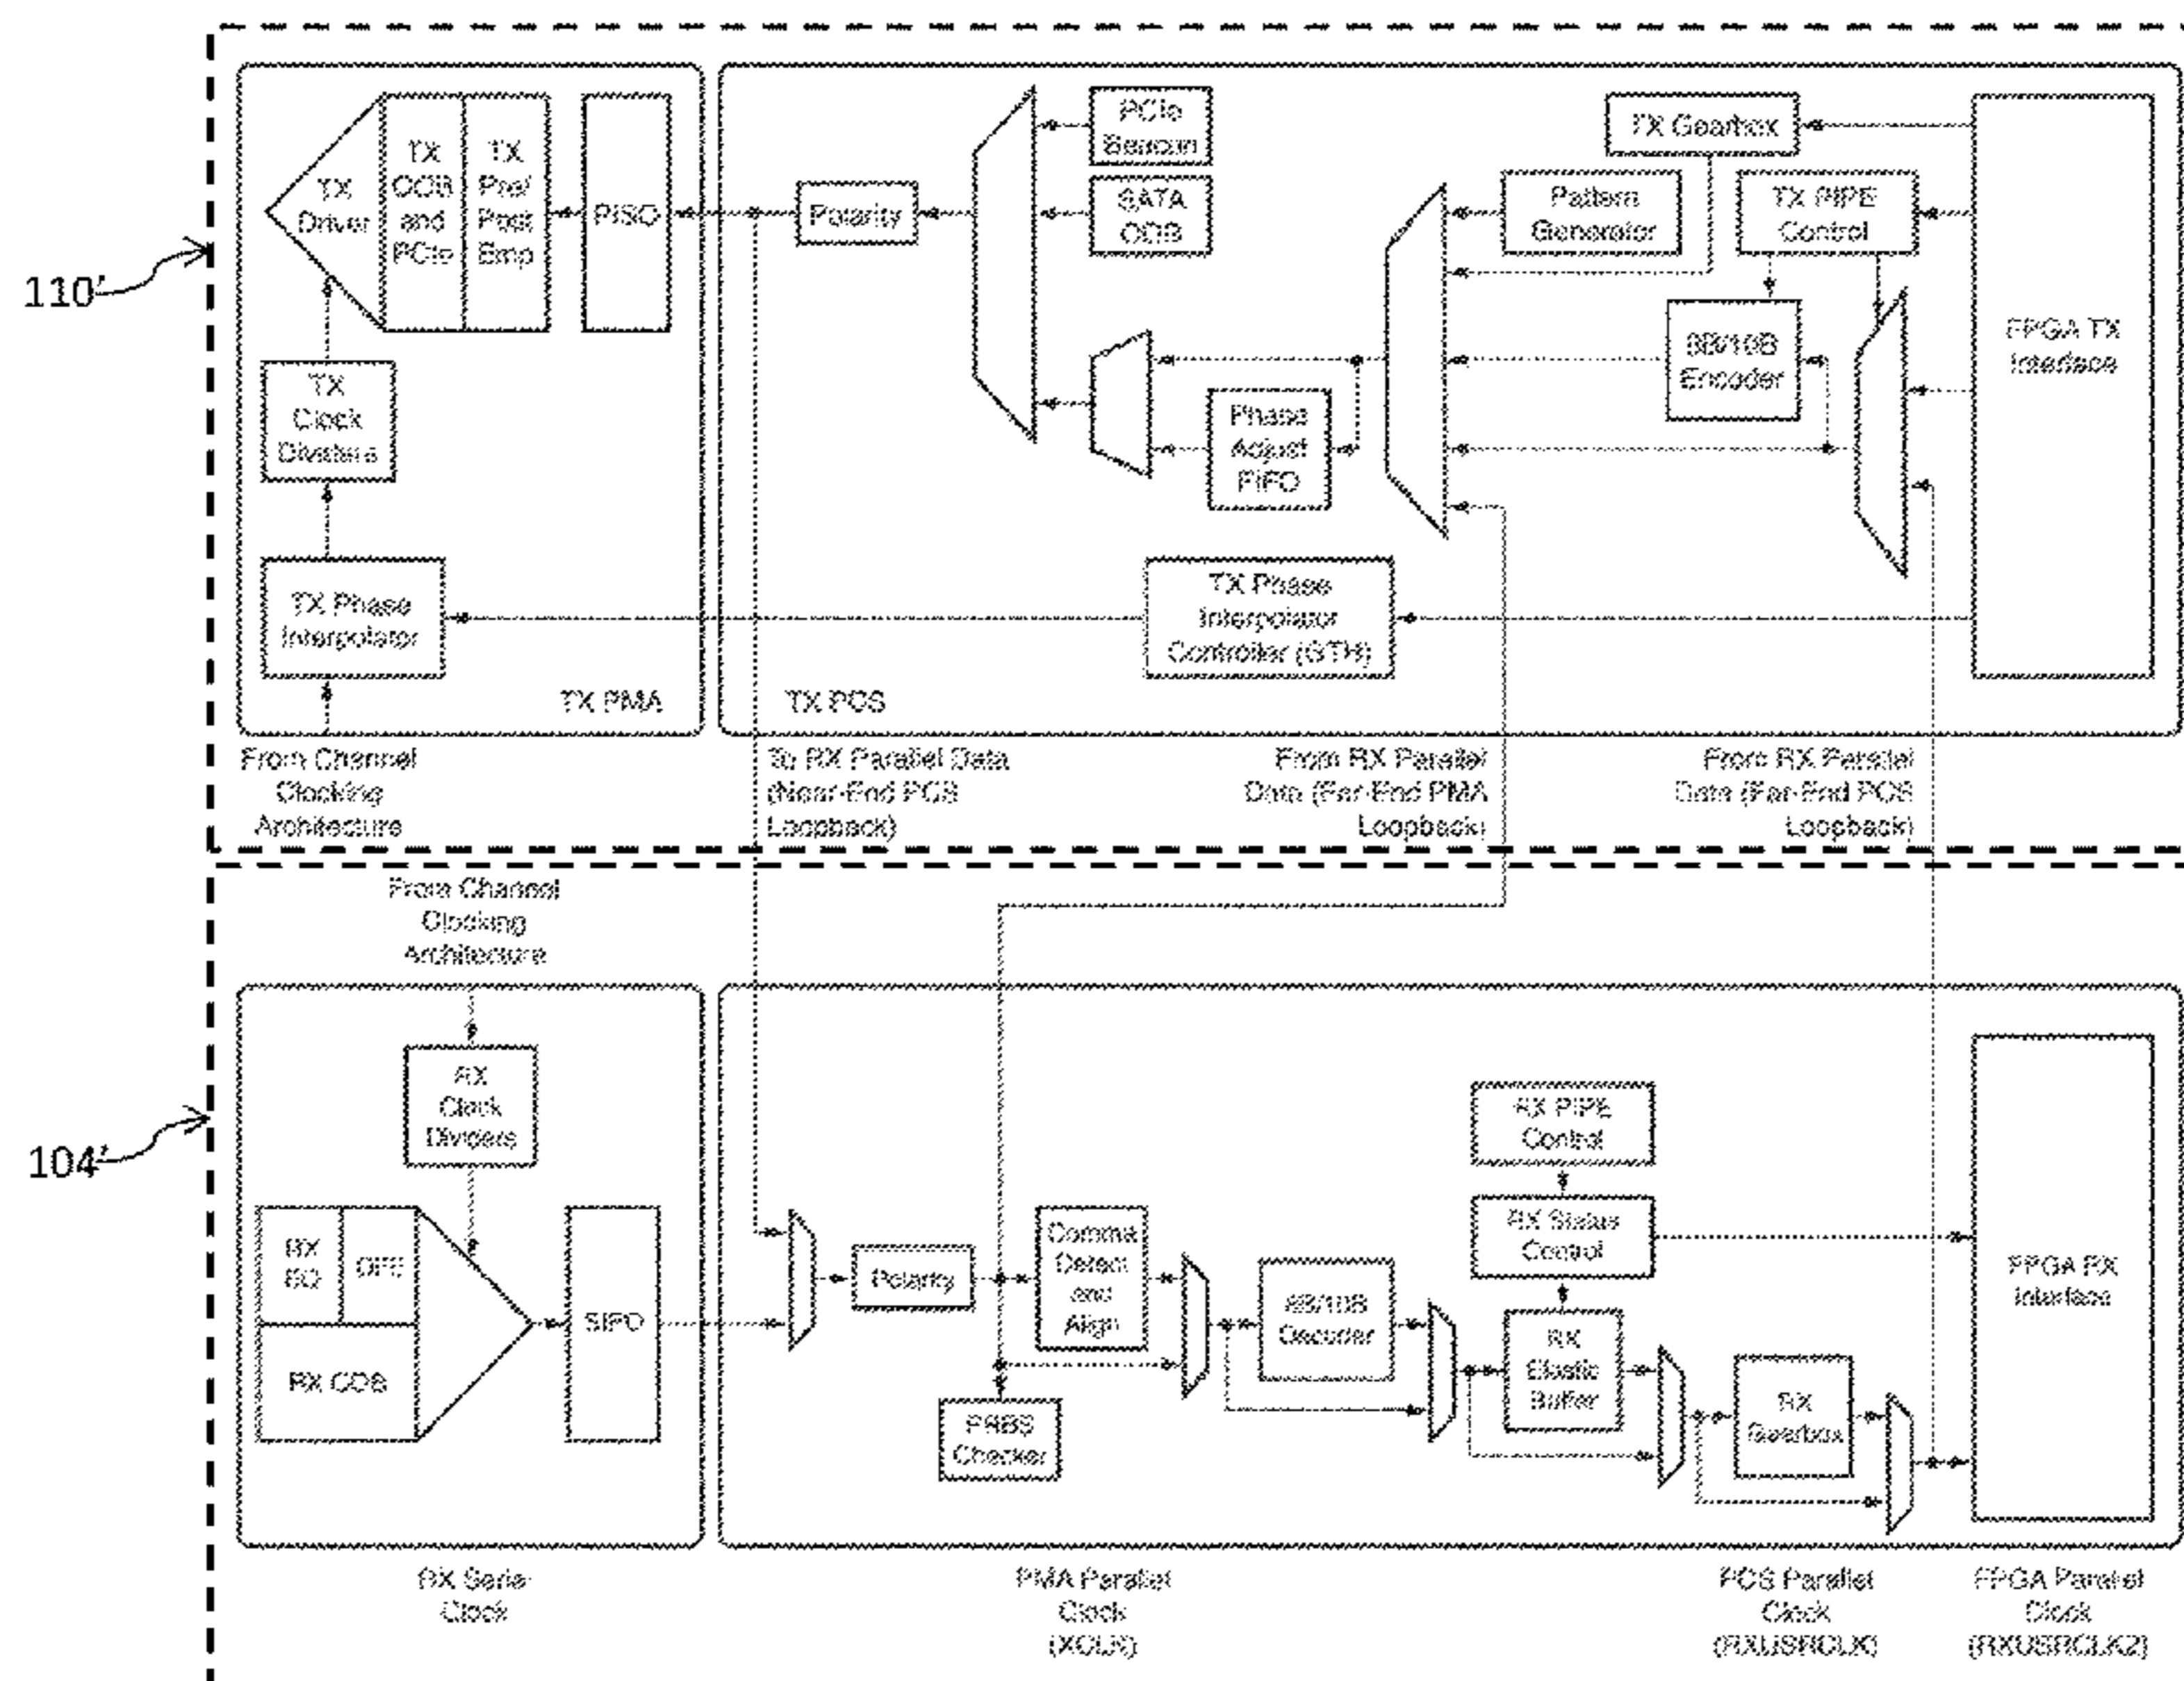 110'
TX
Driver
TX
OOB
and
PCIe
TX
Pre/
Post
Emp
PISO
Polarity
PCIe
Beacon
SATA
OOB
TX Gearbox
Pattern
Generator
TX PIPE
Control
FPGA TX
Interface
8B/10B
Encoder
Phase
Adjust
FIFO
TX
Clock
Dividers
TX Phase
Interpolator
TX Phase
Interpolator
Controller (GTH)
TX PMA
TX PCS
From Channel
Clocking
Architecture
To RX Parallel Data
(Near-End PCS
Loopback)
From RX Parallel
Data (Far-End PMA
Loopback)
From RX Parallel
Data (Far-End PCS
Loopback)
104'
From Channel
Clocking
Architecture
RX
Clock
Dividers
RX
EQ
DFE
RX OOB
SIPO
Polarity
Comma
Detect
and
Align
PRBS
Checker
8B/10B
Decoder
RX PIPE
Control
RX Status
Control
RX
Elastic
Buffer
RX
Gearbox
FPGA RX
Interface
RX Serial
Clock
PMA Parallel
Clock
(XCLK)
PCS Parallel
Clock
(RXUSRCLK)
FPGA Parallel
Clock
(RXUSRCLK2)